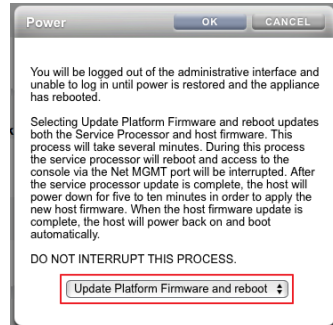 Power
OK
CANCEL
You will be logged out of the administrative interface and
unable to log in until power is restored and the appliance
has rebooted.
Selecting Update Platform Firmware and reboot updates
both the Service Processor and host firmware. This
process will take several minutes. During this process
the service processor will reboot and access to the
console via the Net MGMT port will be interrupted. After
the service processor update is complete, the host will
power down for five to ten minutes in order to apply the
new host firmware. When the host firmware update is
complete, the host will power back on and boot
automatically.
DO NOT INTERRUPT THIS PROCESS.
Update Platform Firmware and reboot